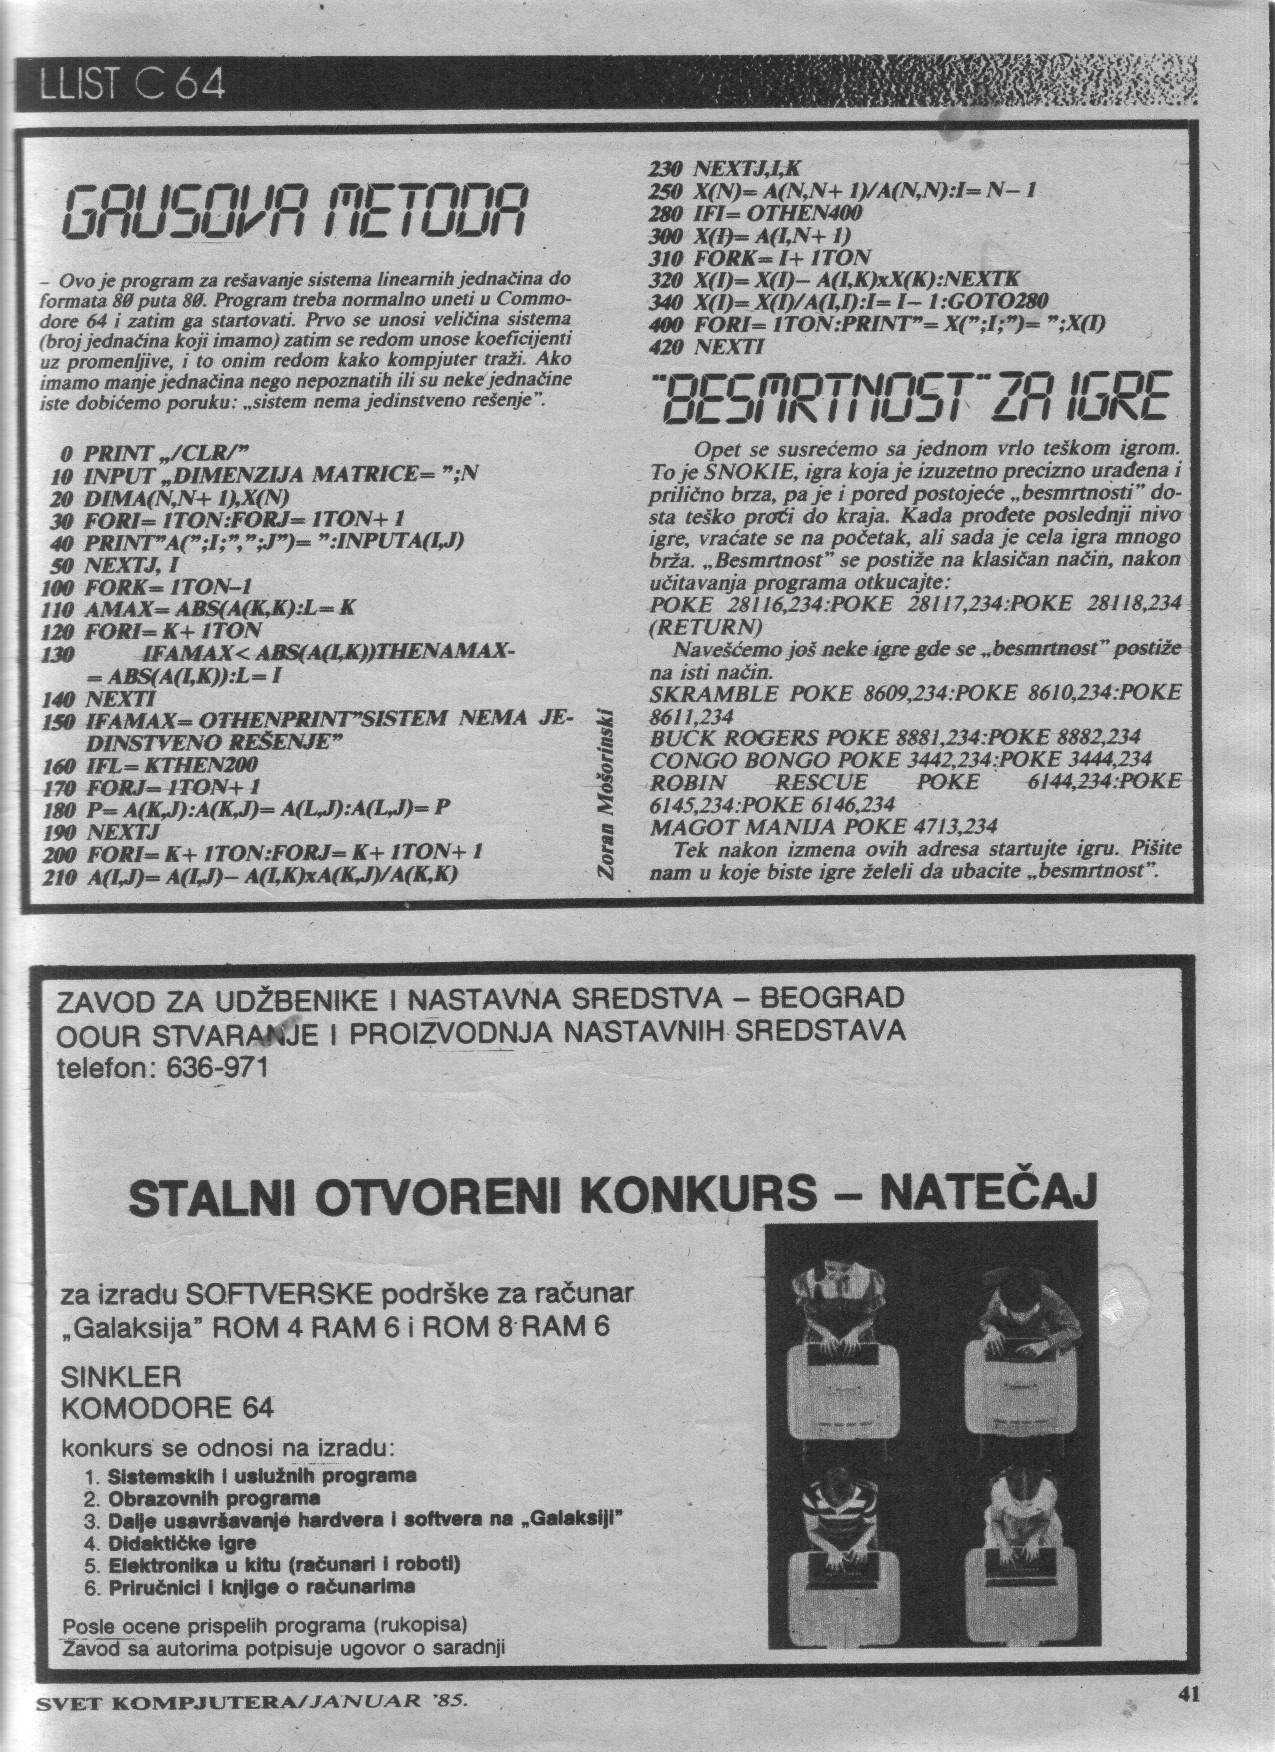 LLIST C 64
GAUSOVA METODA
– Ovo je program za rešavanje sistema linearnih jednačina do
formata 80 puta 80. Program treba normalno uneti u Commo-
dore 64 i zatim ga startovati. Prvo se unosi veličina sistema
(broj jednačina koji imamo) zatim se redom unose koeficijenti
uz promenljive, i to onim redom kako kompjuter traži. Ako
imamo manje jednačina nego nepoznatih ili su neke jednačine
iste dobićemo poruku: „sistem nema jedinstveno rešenje”.
0 PRINT „/CLR/”
10 INPUT „DIMENZIJA MATRICE= ”;N
20 DIMA(N,N+ 1),X(N)
30 FORI= 1TON:FORJ= 1TON+ 1
40 PRINT”A(”;I;”,”;J”)= ”:INPUTA(I,J)
50 NEXTJ, I
100 FORK= 1TON–1
110 AMAX= ABS(A(K,K):L= K
120 FORI= K+ 1TON
130 IFAMAX< ABS(A(I,K))THENAMAX-
= ABS(A(I,K)):L= I
140 NEXTI
150 IFAMAX= OTHENPRINT”SISTEM NEMA JE-
DINSTVENO REŠENJE”
160 IFL= KTHEN200
170 FORJ= 1TON+ 1
180 P= A(K,J):A(K,J)= A(L,J):A(L,J)= P
190 NEXTJ
200 FORI= K+ 1TON:FORJ= K+ 1TON+ 1
210 A(I,J)= A(I,J)– A(I,K)xA(K,J)/A(K,K)
Zoran Mošorinski
230 NEXTJ,I,K
250 X(N)= A(N,N+ 1)/A(N,N):I= N– 1
280 IFI= OTHEN400
300 X(I)= A(I,N+ 1)
310 FORK= I+ 1TON
320 X(I)= X(I)– A(I,K)xX(K):NEXTK
340 X(I)= X(I)/A(I,I):I= I– 1:GOTO280
400 FORI= 1TON:PRINT”= X(”;I;”)= ”;X(I)
420 NEXTI
"BESMRTNOST" ZA IGRE
Opet se susrećemo sa jednom vrlo teškom igrom.
To je SNOKIE, igra koja je izuzetno precizno urađena i
prilično brza, pa je i pored postojeće „besmrtnosti” do-
sta teško proći do kraja. Kada prođete poslednji nivo
igre, vraćate se na početak, ali sada je cela igra mnogo
brža. „Besmrtnost” se postiže na klasičan način, nakon
učitavanja programa otkucajte:
POKE 28116,234:POKE 28117,234:POKE 28118,234
(RETURN)
Navešćemo još neke igre gde se „besmrtnost” postiže
na isti način.
SKRAMBLE POKE 8609,234:POKE 8610,234:POKE
8611,234
BUCK ROGERS POKE 8881,234:POKE 8882,234
CONGO BONGO POKE 3442,234:POKE 3444,234
ROBIN RESCUE POKE 6144,234:POKE
6145,234:POKE 6146,234
MAGOT MANIJA POKE 4713,234
Tek nakon izmena ovih adresa startujte igru. Pišite
nam u koje biste igre želeli da ubacite „besmrtnost”.
ZAVOD ZA UDŽBENIKE I NASTAVNA SREDSTVA – BEOGRAD
OOUR STVARANJE I PROIZVODNJA NASTAVNIH SREDSTAVA
telefon: 636-971
STALNI OTVORENI KONKURS – NATEČAJ
za izradu SOFTVERSKE podrške za računar
„Galaksija” ROM 4 RAM 6 i ROM 8 RAM 6
SINKLER
KOMODORE 64
konkurs se odnosi na izradu:
1. Sistemskih i uslužnih programa
2. Obrazovnih programa
3. Dalje usavršavanje hardvera i softvera na „Galaksiji”
4. Didaktičke igre
5. Elektronika u kitu (računari i roboti)
6. Priručnici i knjige o računarima
Posle ocene prispelih programa (rukopisa)
Zavod sa autorima potpisuje ugovor o saradnji
SVET KOMPJUTERA/JANUAR '85.
41